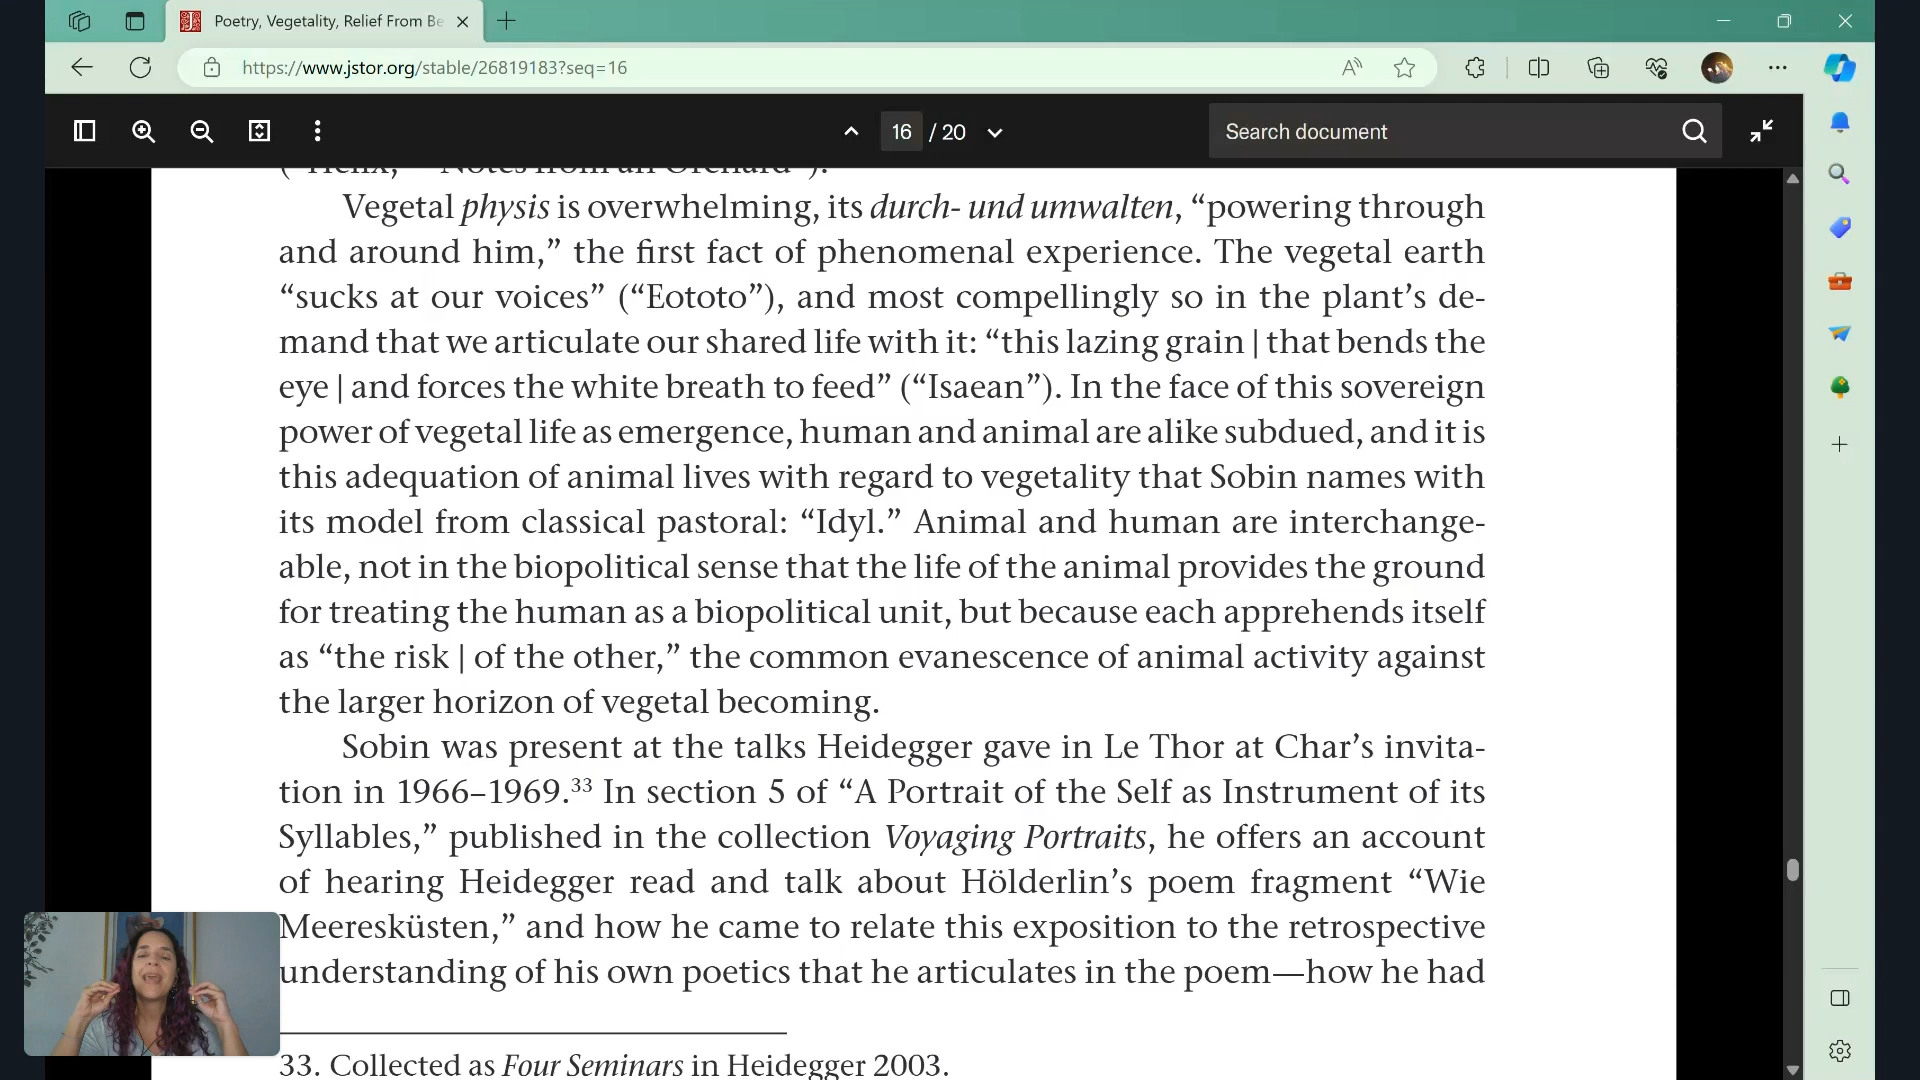 Poetry, Vegetality, Relief From Be
https://www.jstor.org/stable/26819183?seq=16
16 / 20
Search document
("Helix," "Notes from an Orchard").
Vegetal physis is overwhelming, its durch- und umwalten, “powering through
and around him,” the first fact of phenomenal experience. The vegetal earth
“sucks at our voices” (“Eototo”), and most compellingly so in the plant’s de-
mand that we articulate our shared life with it: “this lazing grain | that bends the
eye | and forces the white breath to feed” (“Isaean”). In the face of this sovereign
power of vegetal life as emergence, human and animal are alike subdued, and it is
this adequation of animal lives with regard to vegetality that Sobin names with
its model from classical pastoral: “Idyl.” Animal and human are interchange-
able, not in the biopolitical sense that the life of the animal provides the ground
for treating the human as a biopolitical unit, but because each apprehends itself
as “the risk | of the other,” the common evanescence of animal activity against
the larger horizon of vegetal becoming.
Sobin was present at the talks Heidegger gave in Le Thor at Char’s invita-
tion in 1966–1969.33 In section 5 of “A Portrait of the Self as Instrument of its
Syllables,” published in the collection Voyaging Portraits, he offers an account
of hearing Heidegger read and talk about Hölderlin’s poem fragment “Wie
Meeresküsten,” and how he came to relate this exposition to the retrospective
understanding of his own poetics that he articulates in the poem—how he had
33. Collected as Four Seminars in Heidegger 2003.